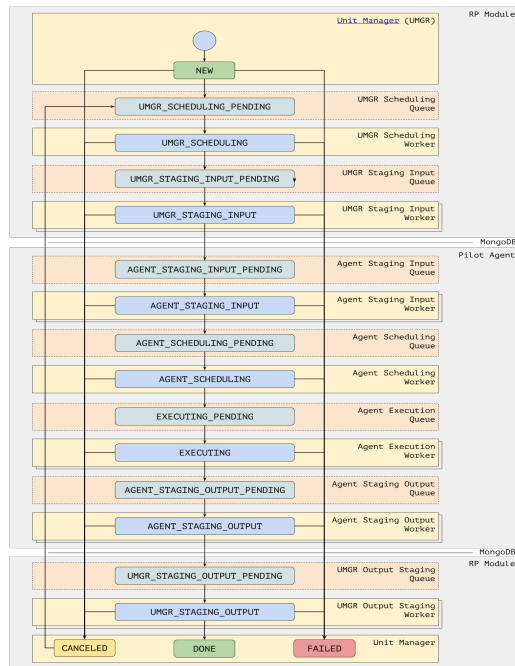 RP Module
Unit Manager (UMGR)
NEW
UMGR Scheduling
Queue
UMGR_SCHEDULING_PENDING
UMGR Scheduling
Worker
UMGR_SCHEDULING
UMGR Staging Input
Queue
UMGR_STAGING_INPUT_PENDING
UMGR Staging Input
Worker
UMGR_STAGING_INPUT
MongoDB
Pilot Agent
Agent Staging Input
Queue
AGENT_STAGING_INPUT_PENDING
Agent Staging Input
Worker
AGENT_STAGING_INPUT
Agent Scheduling
Queue
AGENT_SCHEDULING_PENDING
Agent Scheduling
Worker
AGENT_SCHEDULING
Agent Execution
Queue
EXECUTING_PENDING
Agent Execution
Worker
EXECUTING
Agent Staging Output
Queue
AGENT_STAGING_OUTPUT_PENDING
Agent Staging Output
Worker
AGENT_STAGING_OUTPUT
MongoDB
RP Module
UMGR Output Staging
Queue
UMGR_STAGING_OUTPUT_PENDING
UMGR Output Staging
Worker
UMGR_STAGING_OUTPUT
Unit Manager
CANCELED
DONE
FAILED